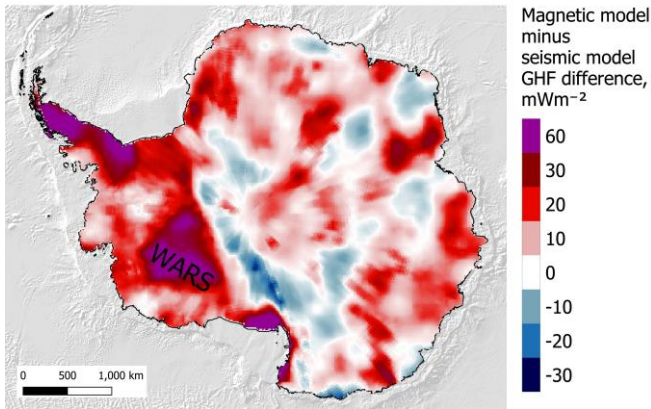 Magnetic model
minus
seismic model
GHF difference,
mWm⁻²
60
30
20
10
0
-10
-20
-30
WARS
0 500 1,000 km